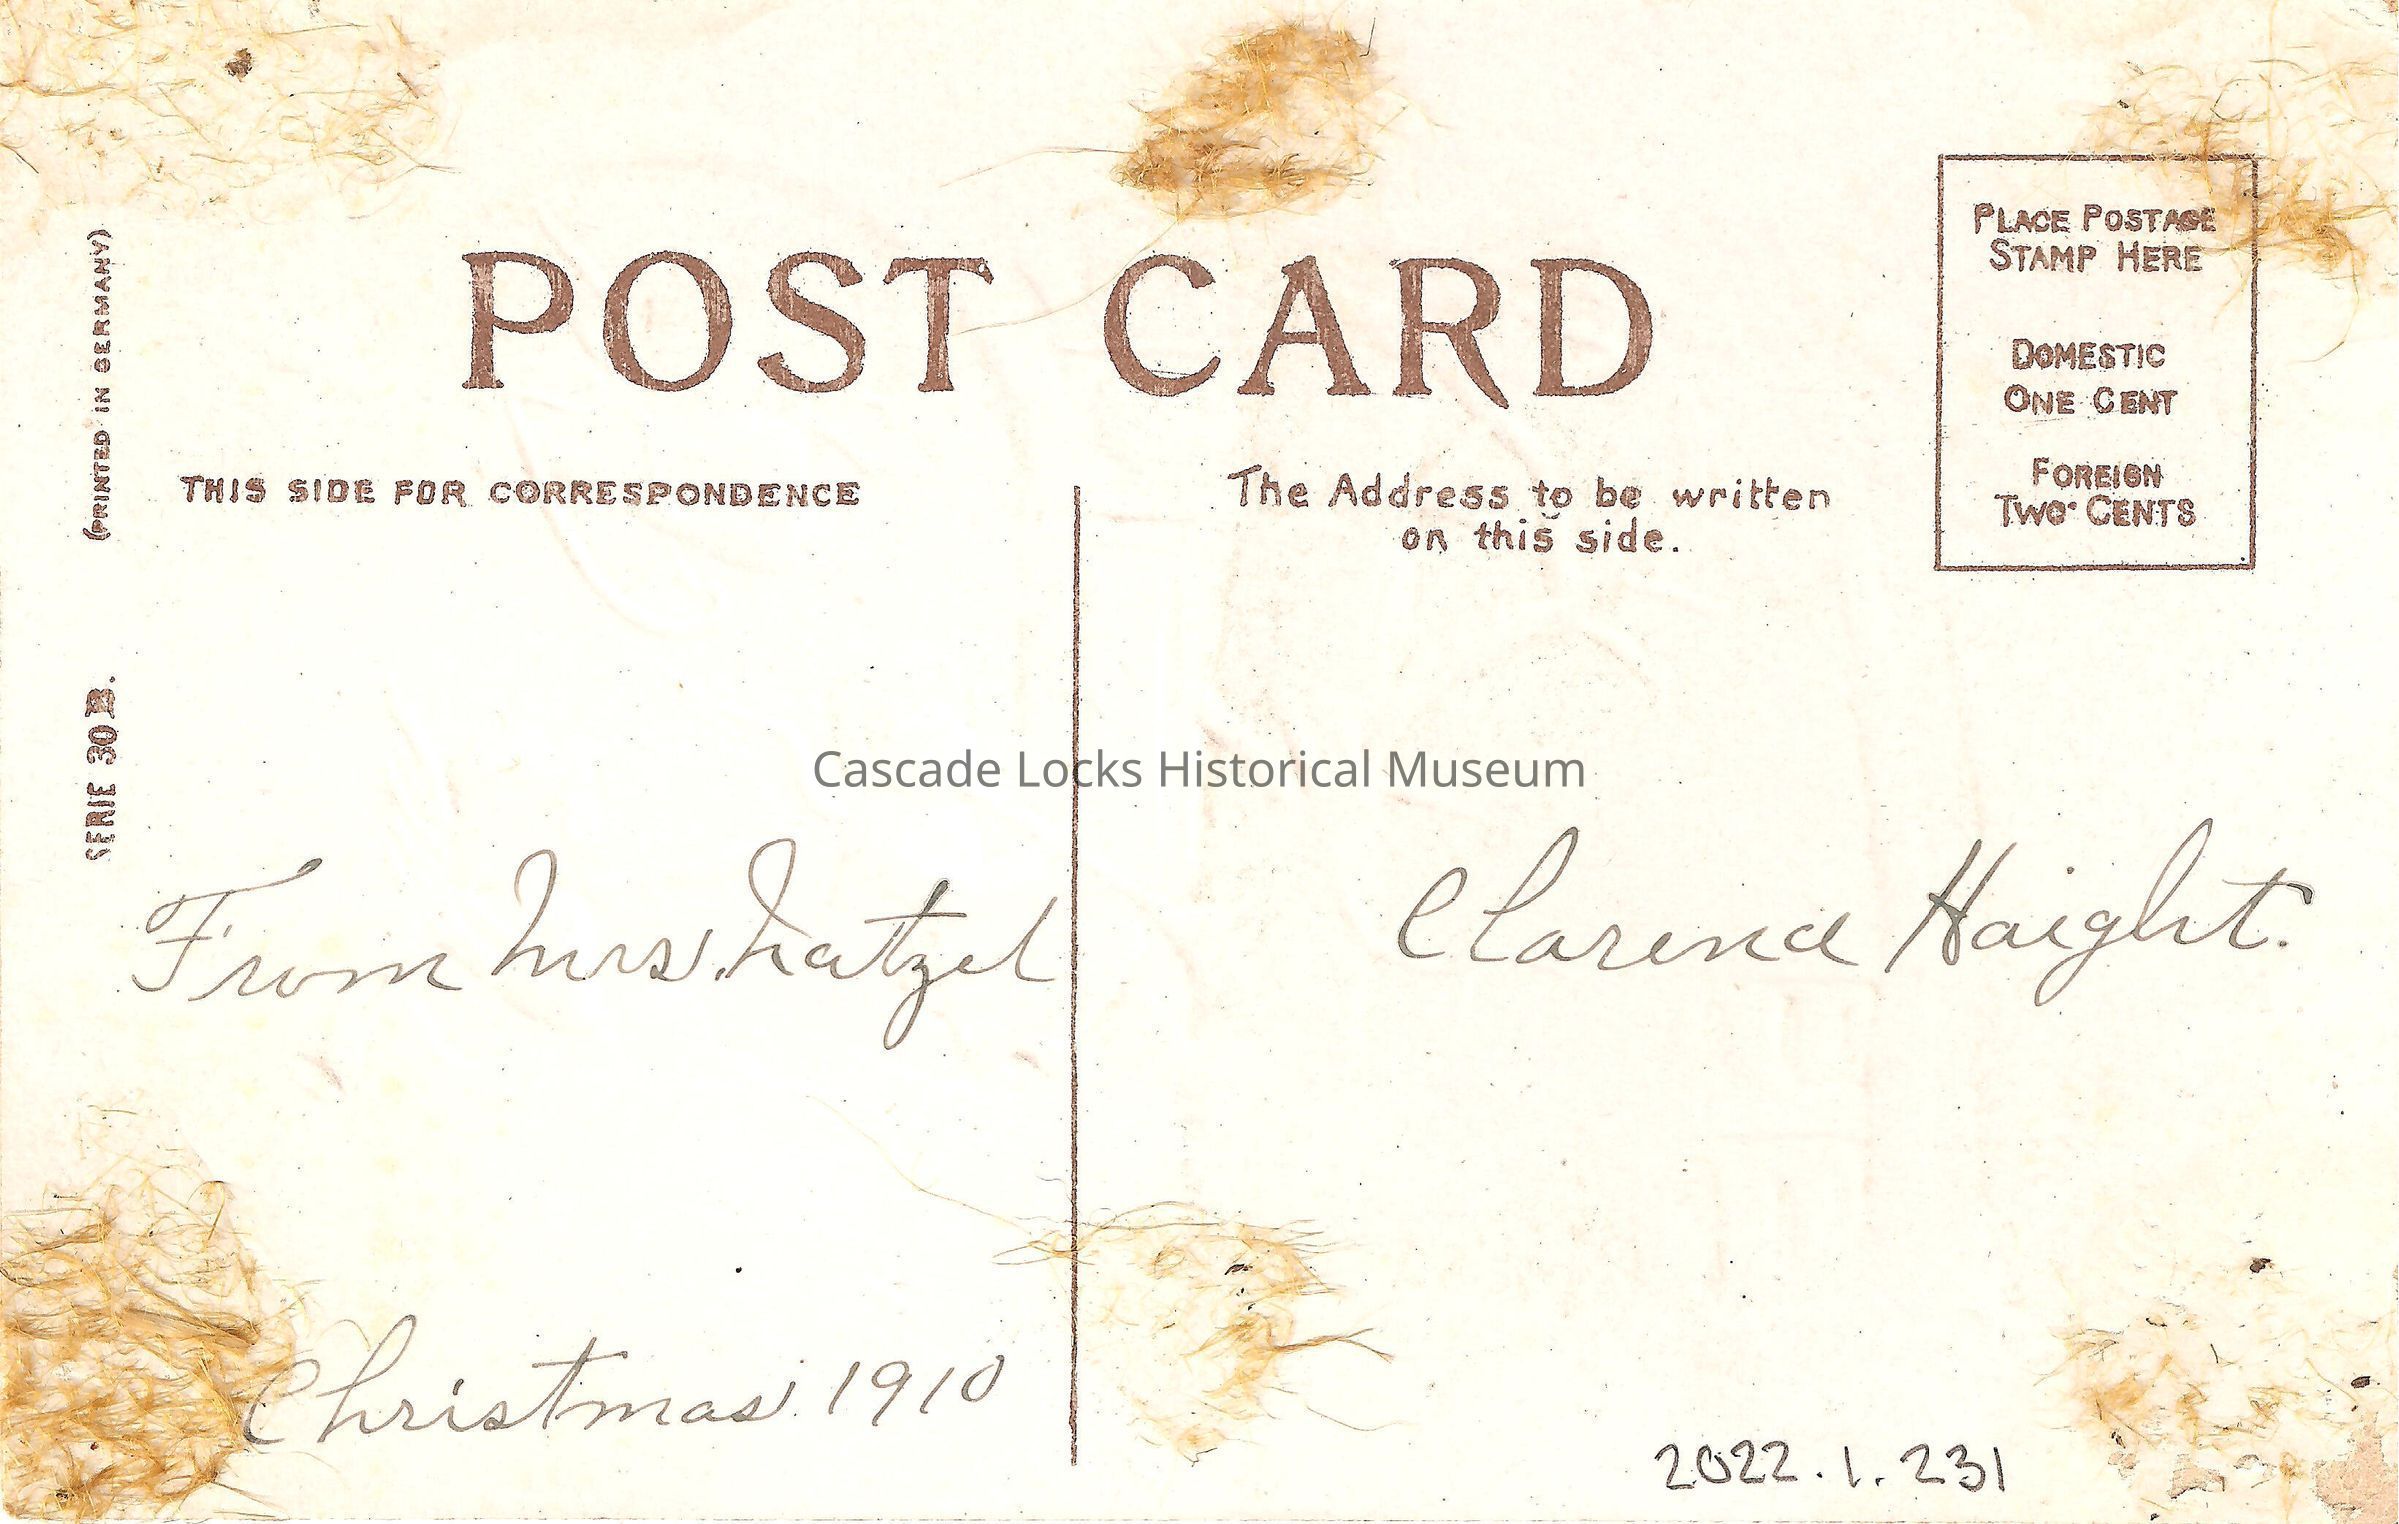 POST CARD
PLACE POSTAGE
STAMP HERE
DOMESTIC
ONE CENT
FOREIGN
TWO CENTS
(PRINTED IN GERMANY)
THIS SIDE FOR CORRESPONDENCE
The Address to be written
on this side.
SERIE 30 B.
Cascade Locks Historical Museum
From Mrs. Natzel
Clarence Haight.
Christmas 1910
2022.1.231